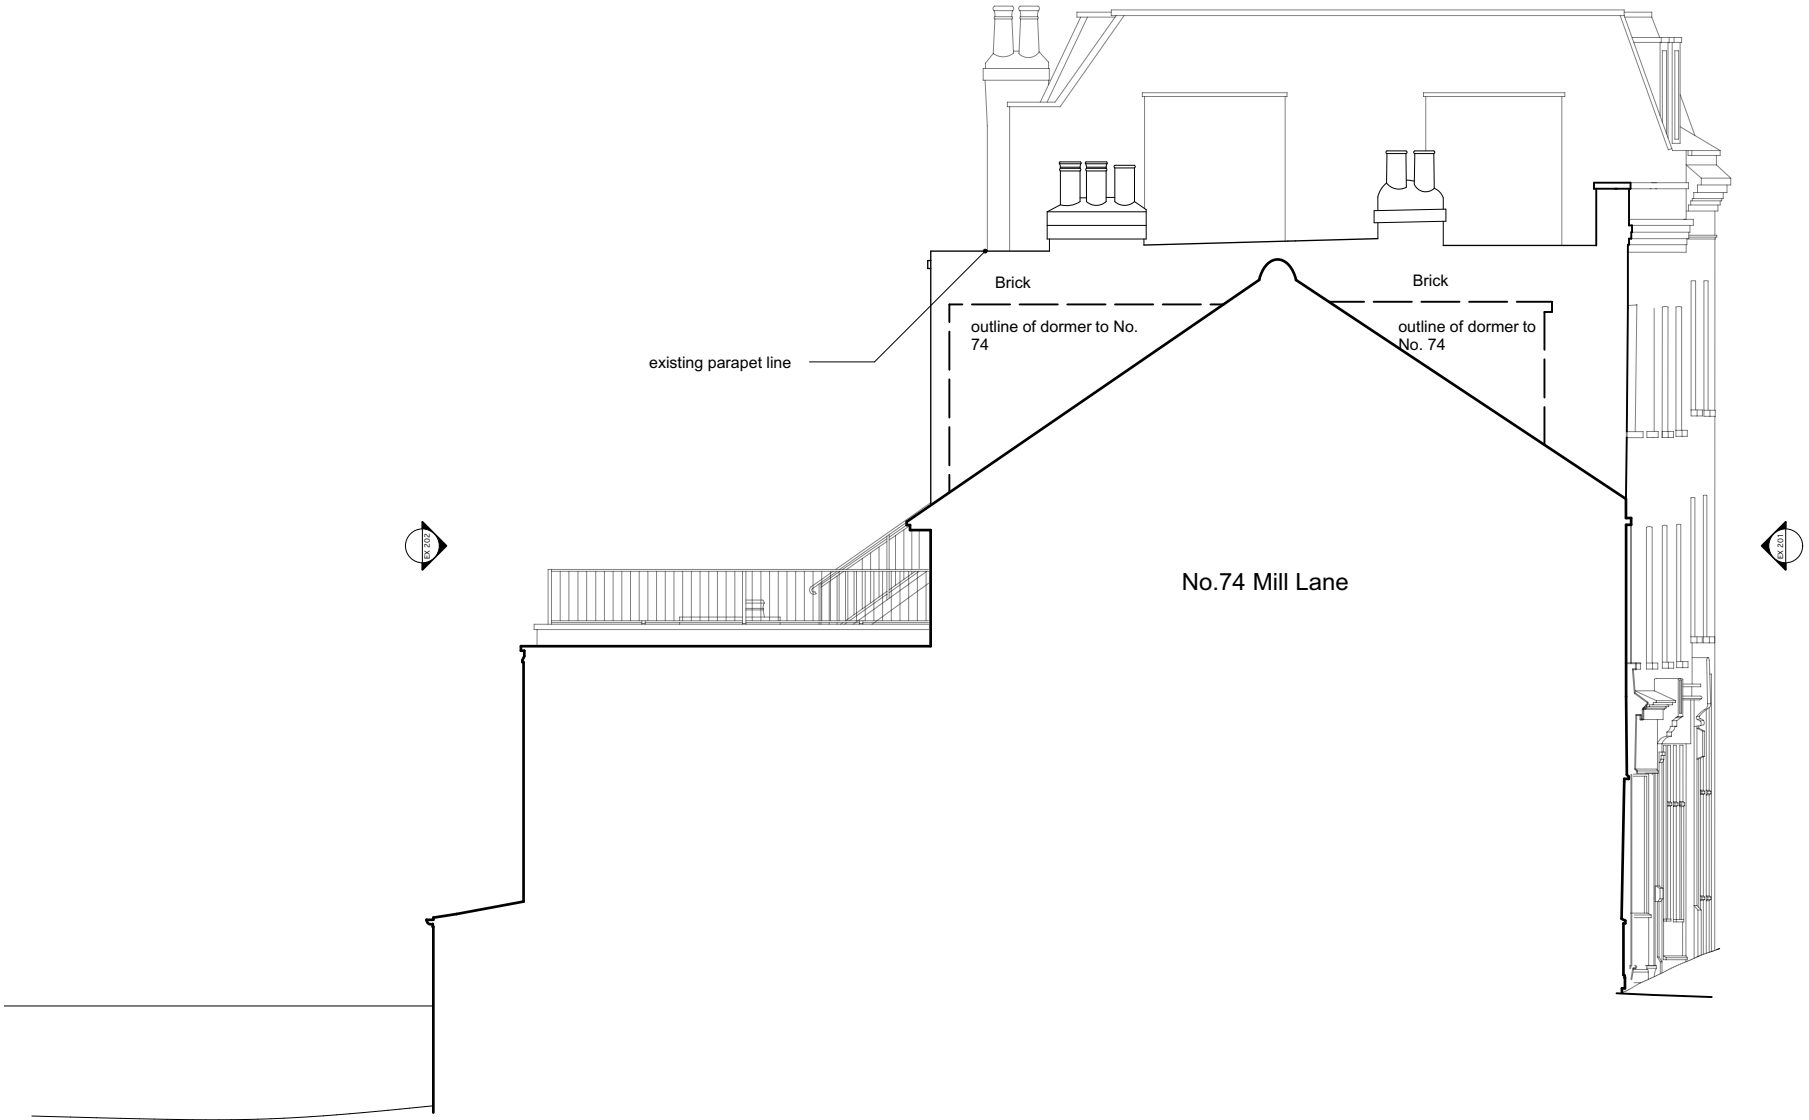 Brick
Brick
outline of dormer to No.
74
outline of dormer to
No. 74
existing parapet line
EX 202
EX 201
No.74 Mill Lane